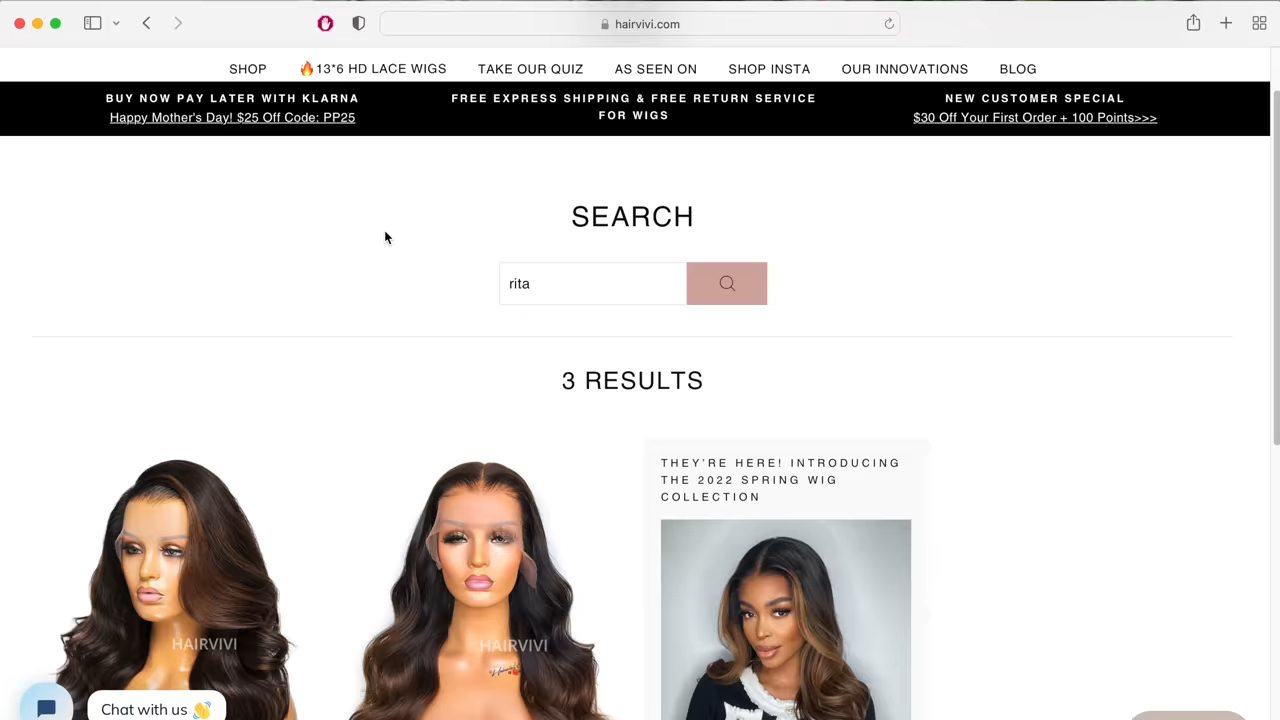 hairvivi.com
SHOP
🔥13*6 HD LACE WIGS
TAKE OUR QUIZ
AS SEEN ON
SHOP INSTA
OUR INNOVATIONS
BLOG
BUY NOW PAY LATER WITH KLARNA
Happy Mother's Day! $25 Off Code: PP25
FREE EXPRESS SHIPPING & FREE RETURN SERVICE
FOR WIGS
NEW CUSTOMER SPECIAL
$30 Off Your First Order + 100 Points>>>
SEARCH
rita
3 RESULTS
THEY'RE HERE! INTRODUCING
THE 2022 SPRING WIG
COLLECTION
HAIRVIVI
HAIRVIVI
Chat with us 👋